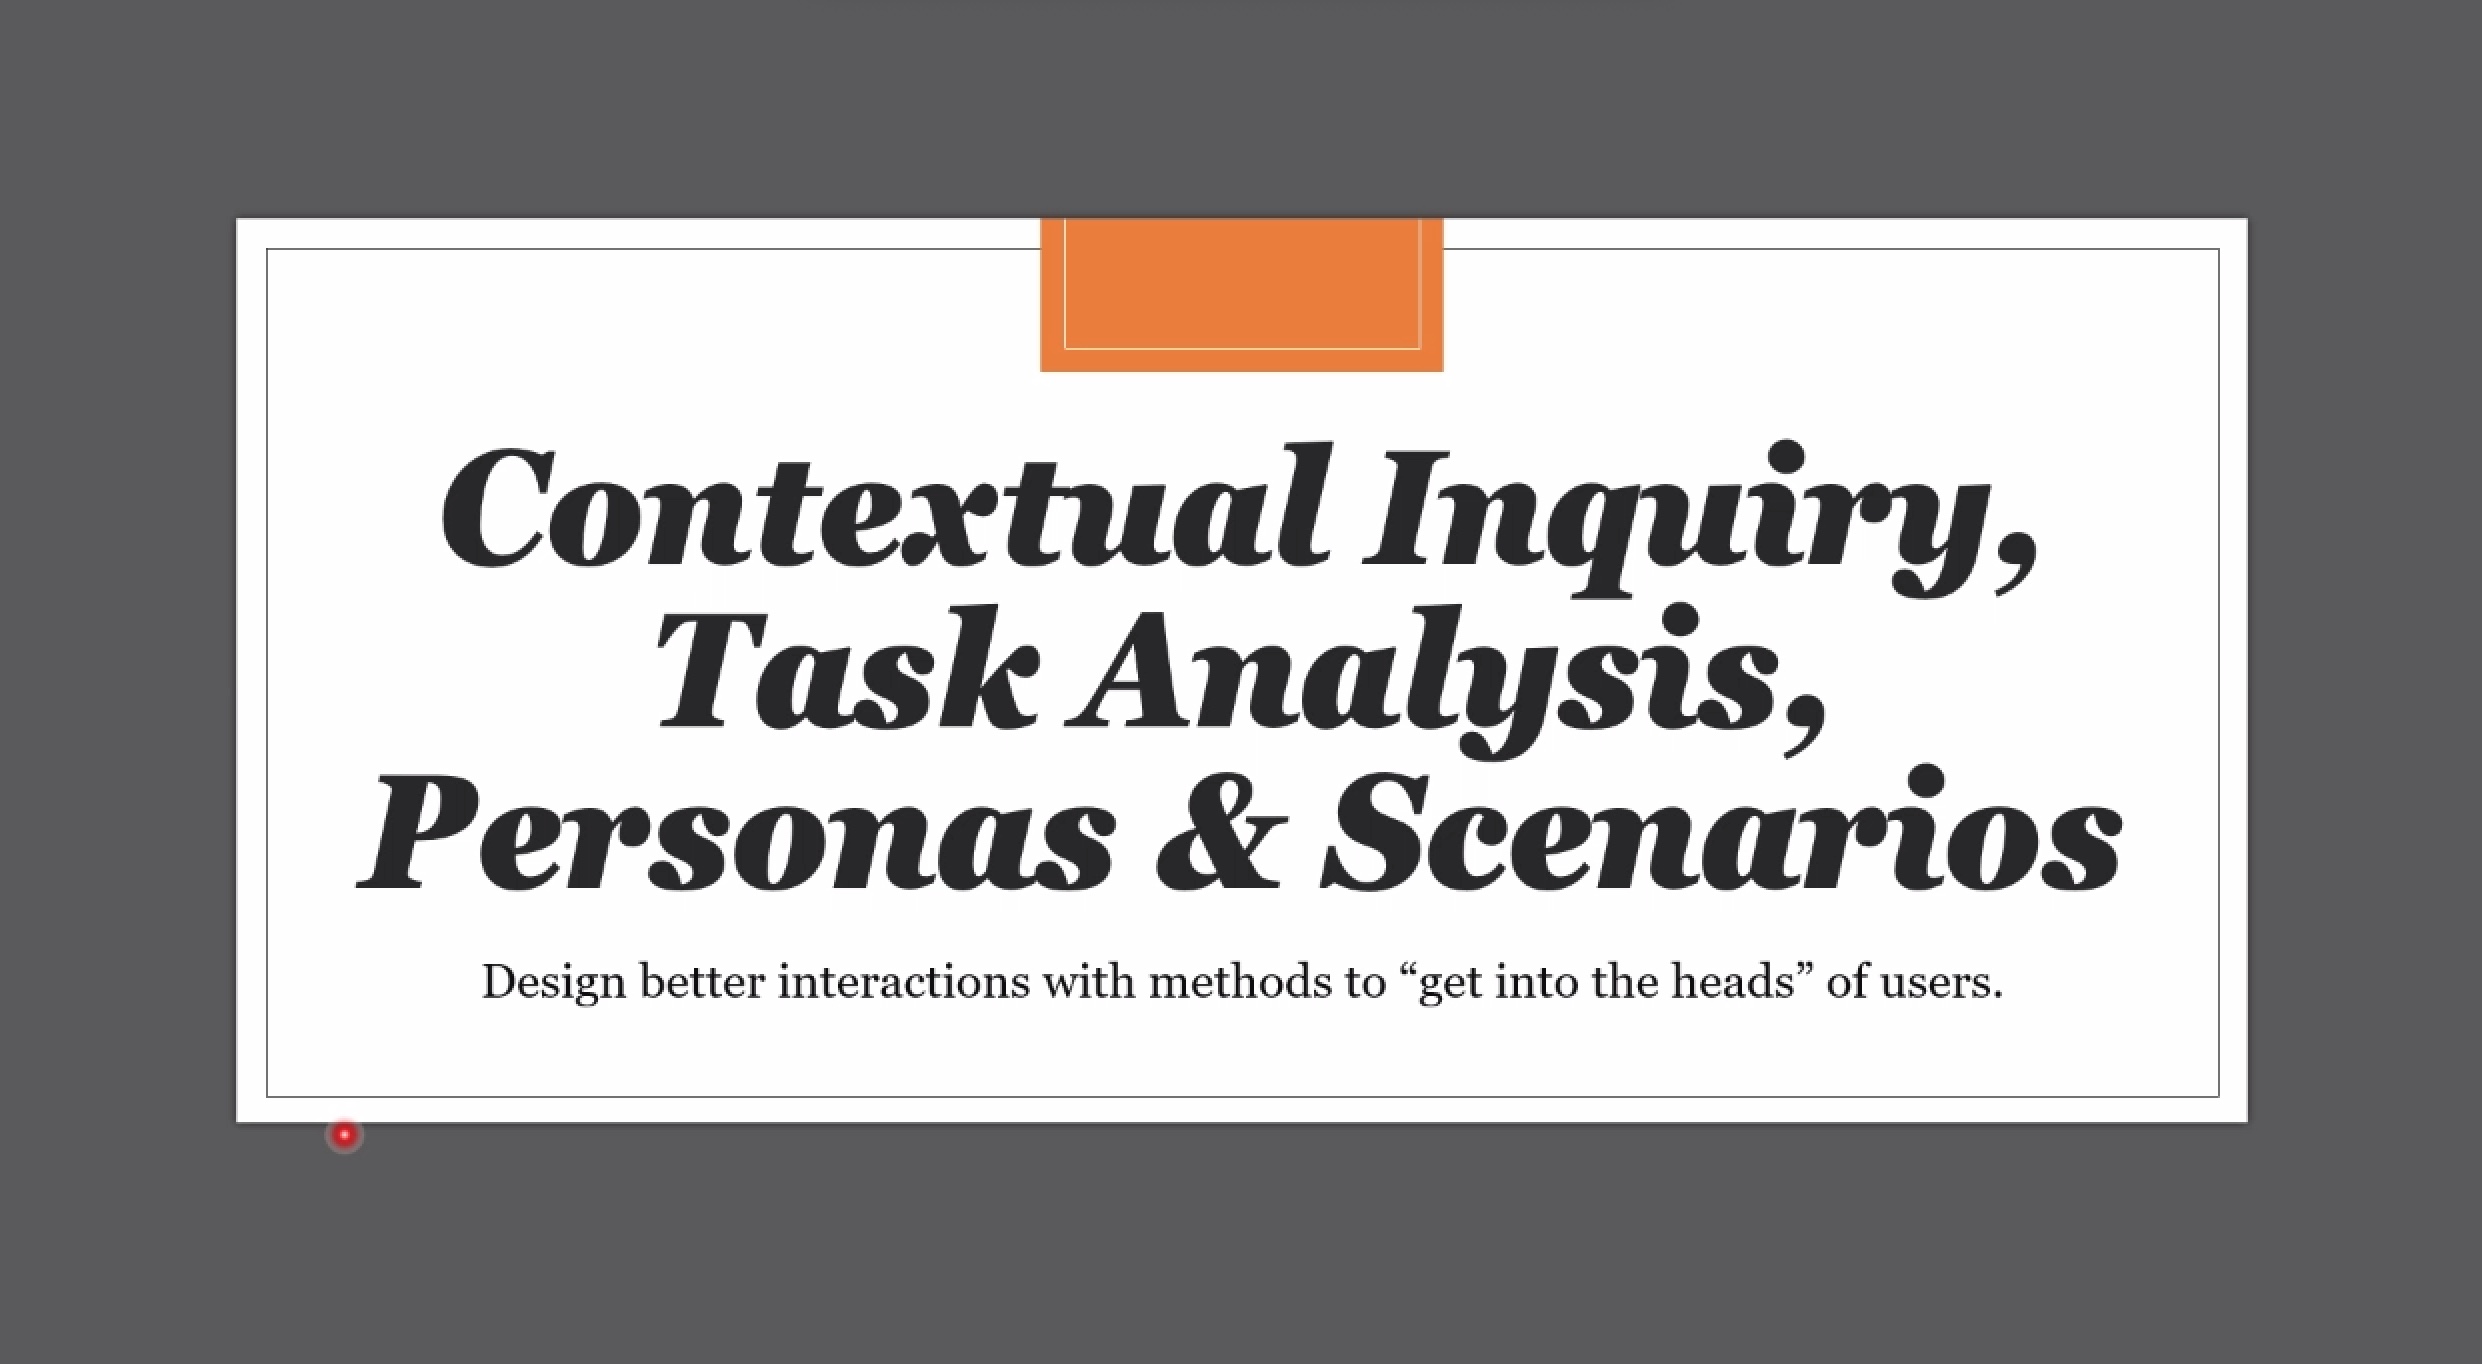 Contextual Inquiry,
Task Analysis,
Personas & Scenarios
Design better interactions with methods to “get into the heads” of users.